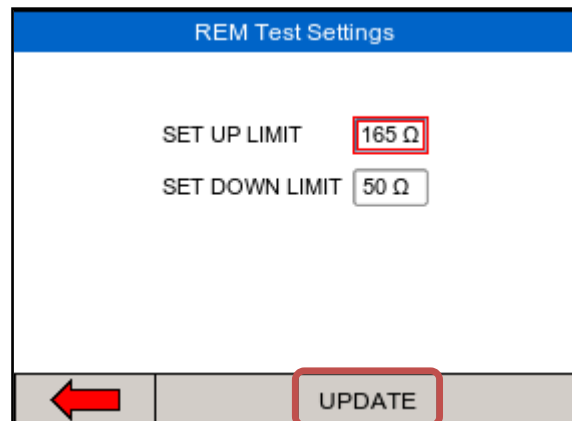 REM Test Settings
SET UP LIMIT 165 Ω
SET DOWN LIMIT 50 Ω
UPDATE